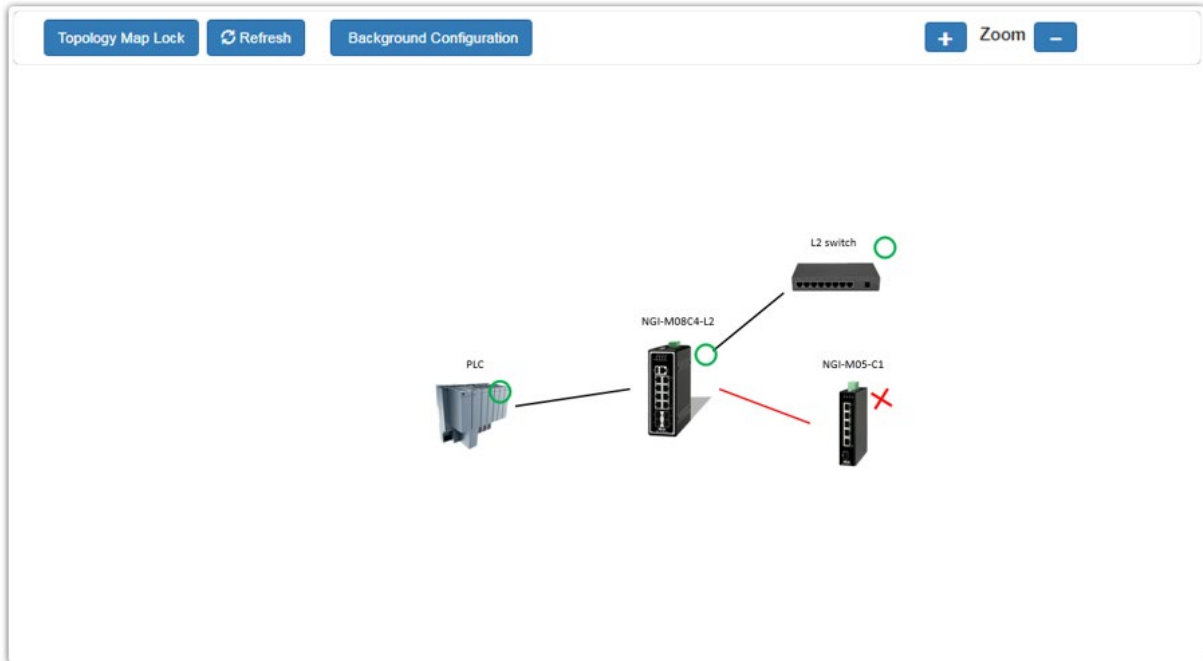 Topology Map Lock
Refresh
Background Configuration
+ Zoom −
L2 switch
NGI-M08C4-L2
PLC
NGI-M05-C1